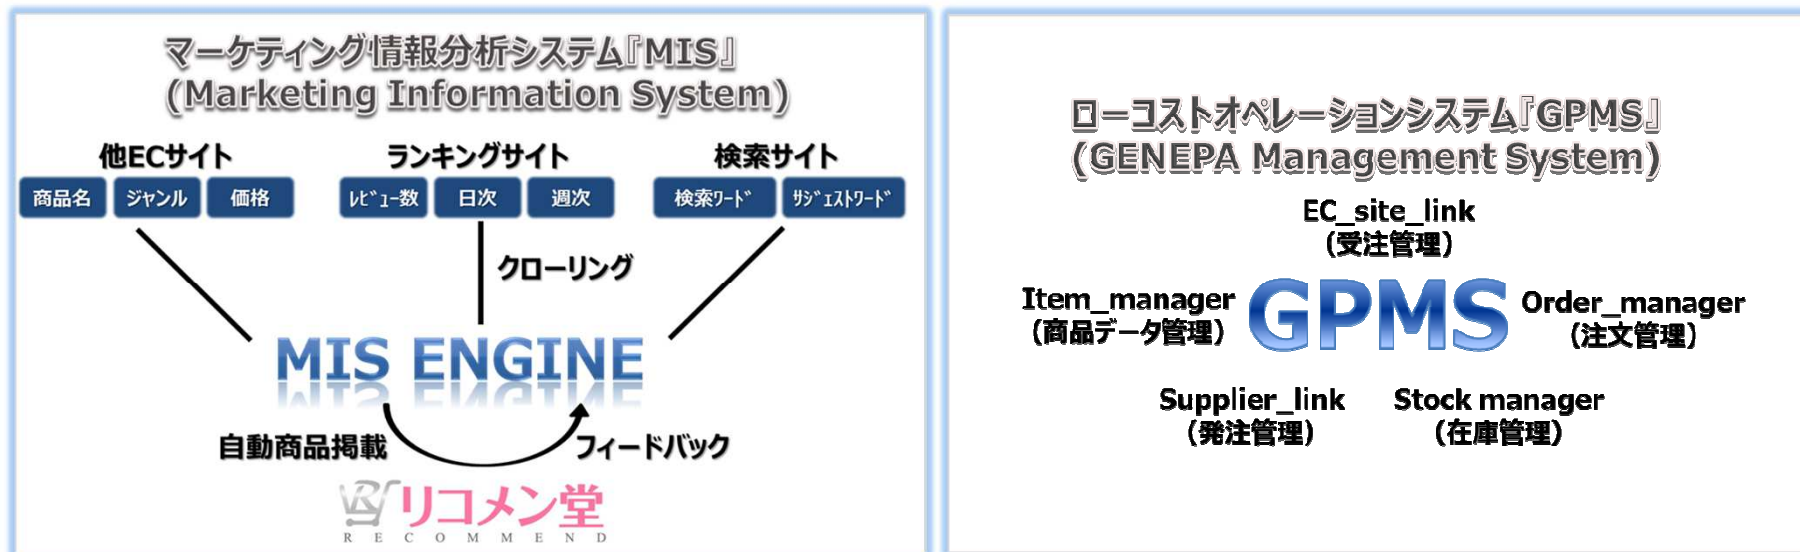 マーケティング情報分析システム『MIS』
(Marketing Information System)
他ECサイト ランキングサイト 検索サイト
商品名 ジャンル 価格 ﾚﾋﾞｭｰ数 日次 週次 検索ﾜｰﾄﾞ ｻｼﾞｪｽﾄﾜｰﾄﾞ
クローリング
MIS ENGINE
自動商品掲載 フィードバック
リコメン堂
RECOMMEND
ローコストオペレーションシステム『GPMS』
(GENEPA Management System)
EC_site_link
(受注管理)
Item_manager
(商品データ管理)
GPMS
Order_manager
(注文管理)
Supplier_link
(発注管理)
Stock manager
(在庫管理)